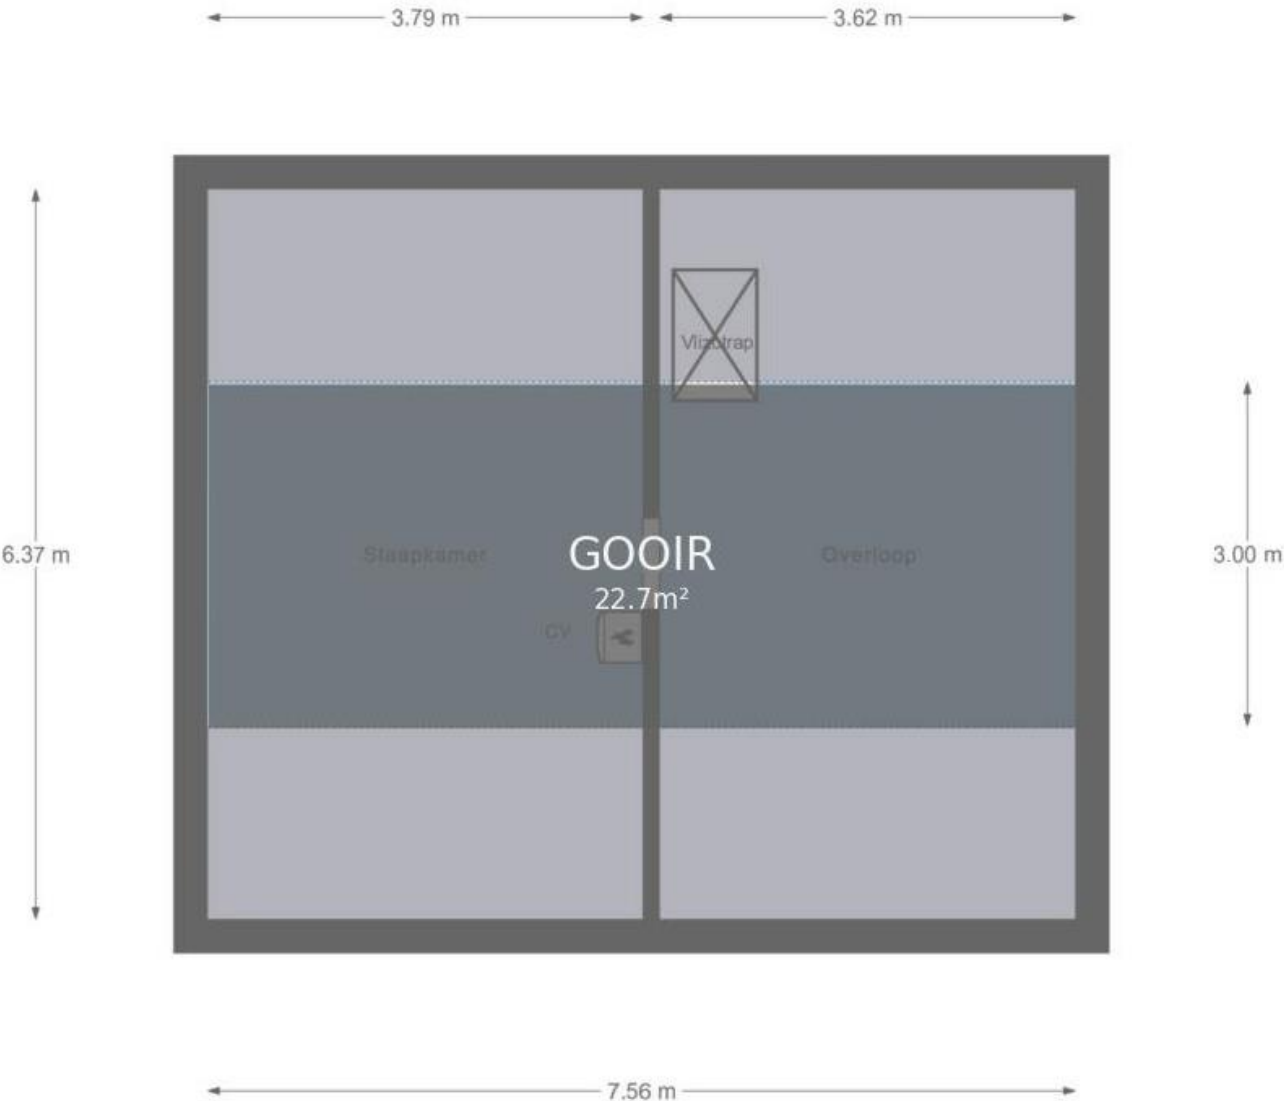 3.79 m
3.62 m
Vlizotrap
6.37 m
Slaapkamer
GOOIR
Overloop
3.00 m
22.7m²
CV
7.56 m